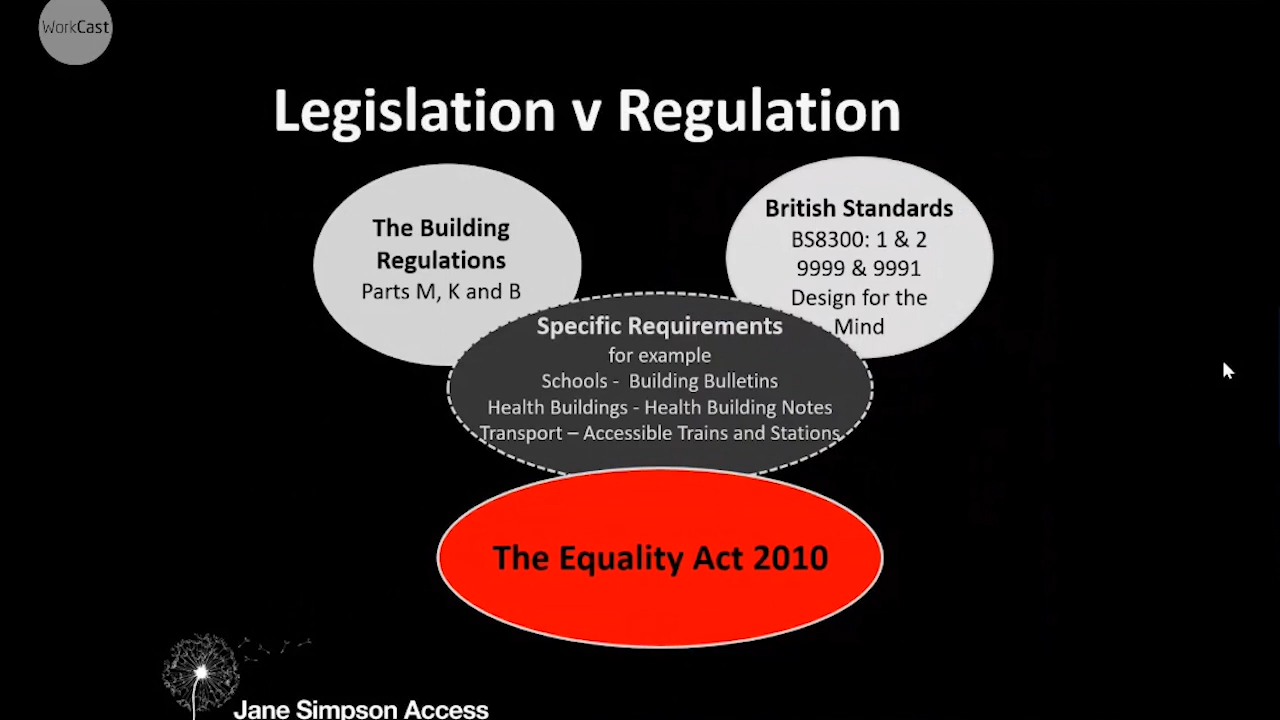 WorkCast
Legislation v Regulation
The Building
Regulations
Parts M, K and B
British Standards
BS8300: 1 & 2
9999 & 9991
Design for the
Mind
Specific Requirements
for example
Schools - Building Bulletins
Health Buildings - Health Building Notes
Transport – Accessible Trains and Stations
The Equality Act 2010
Jane Simpson Access